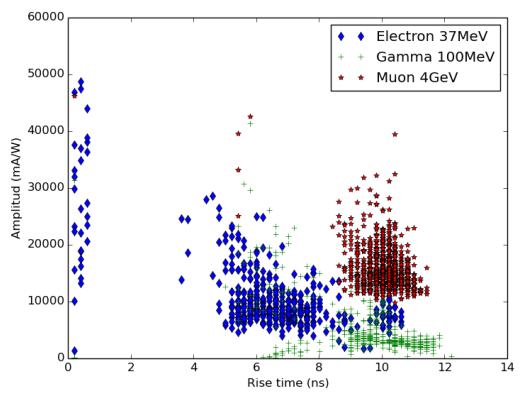 60000
50000
40000
30000
20000
10000
0
Amplitud (mA/W)
0 2 4 6 8 10 12 14
Rise time (ns)
Electron 37MeV
Gamma 100MeV
Muon 4GeV